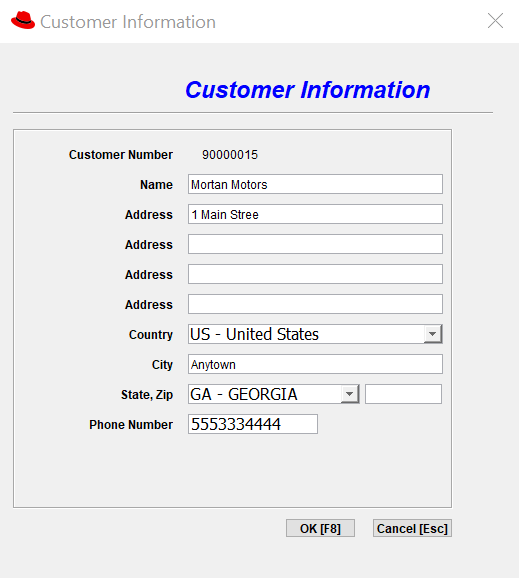 Customer Information
Customer Information
Customer Number 90000015
Name Mortan Motors
Address 1 Main Stree
Address
Address
Address
Country US - United States
City Anytown
State, Zip GA - GEORGIA
Phone Number 5553334444
OK [F8] Cancel [Esc]